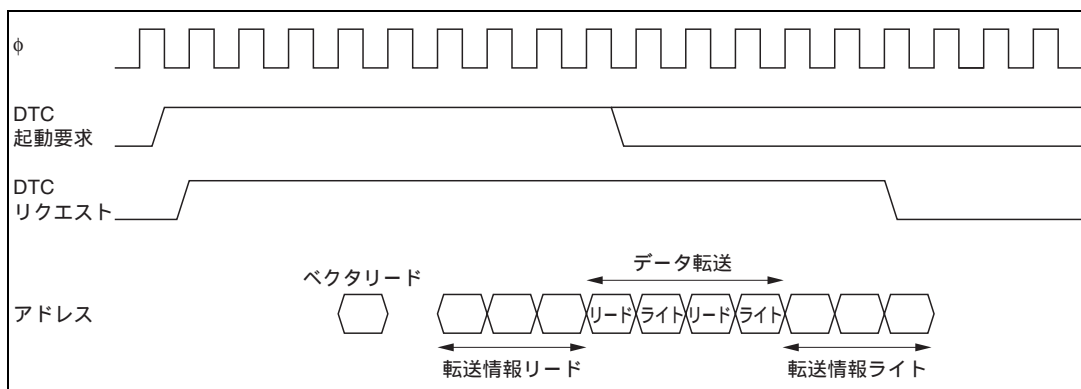 φ
DTC
起動要求
DTC
リクエスト
ベクタリード
データ転送
アドレス
リード
ライト
リード
ライト
転送情報リード
転送情報ライト